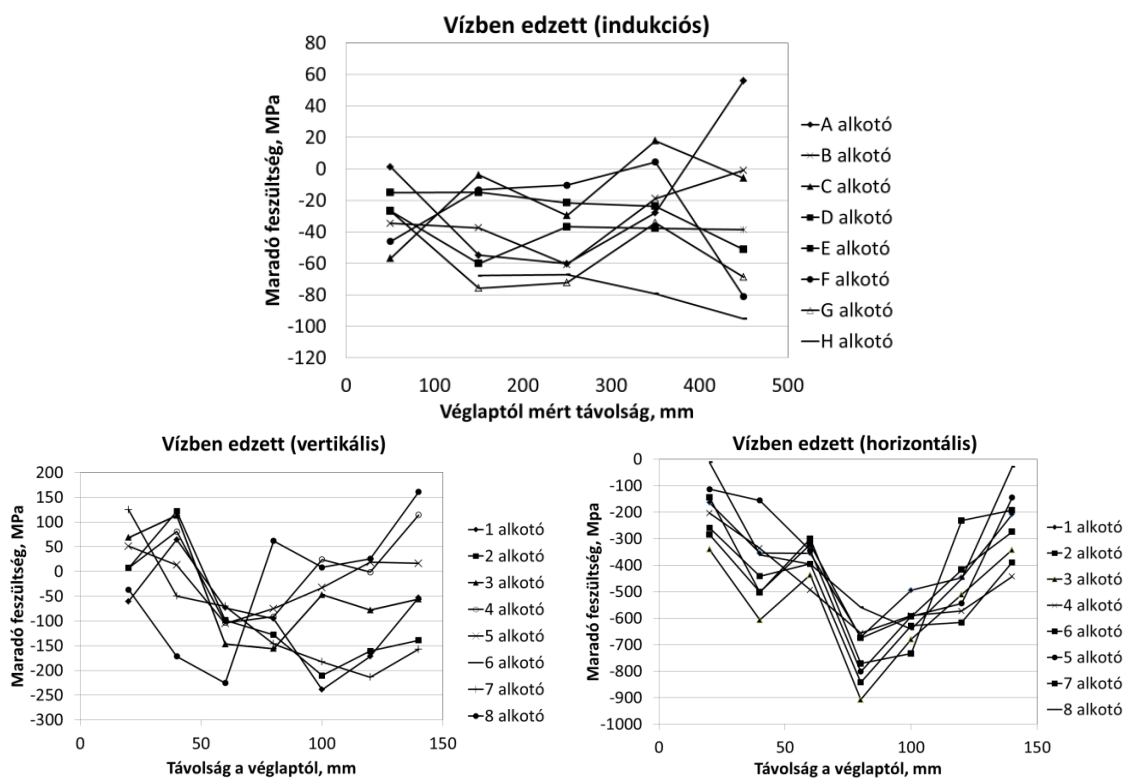 Vízben edzett (indukciós)
80
60
40
20
0
-20
-40
-60
-80
-100
-120
Maradó feszültség, MPa
0 100 200 300 400 500
Véglaptól mért távolság, mm
A alkotó
B alkotó
C alkotó
D alkotó
E alkotó
F alkotó
G alkotó
H alkotó
Vízben edzett (vertikális)
200
150
100
50
0
-50
-100
-150
-200
-250
-300
Maradó feszültség, MPa
0 50 100 150
Távolság a véglaptól, mm
1 alkotó
2 alkotó
3 alkotó
4 alkotó
5 alkotó
6 alkotó
7 alkotó
8 alkotó
Vízben edzett (horizontális)
0
-100
-200
-300
-400
-500
-600
-700
-800
-900
-1000
Maradó feszültség, Mpa
0 50 100 150
Távolság a véglaptól, mm
1 alkotó
2 alkotó
3 alkotó
4 alkotó
6 alkotó
5 alkotó
7 alkotó
8 alkotó